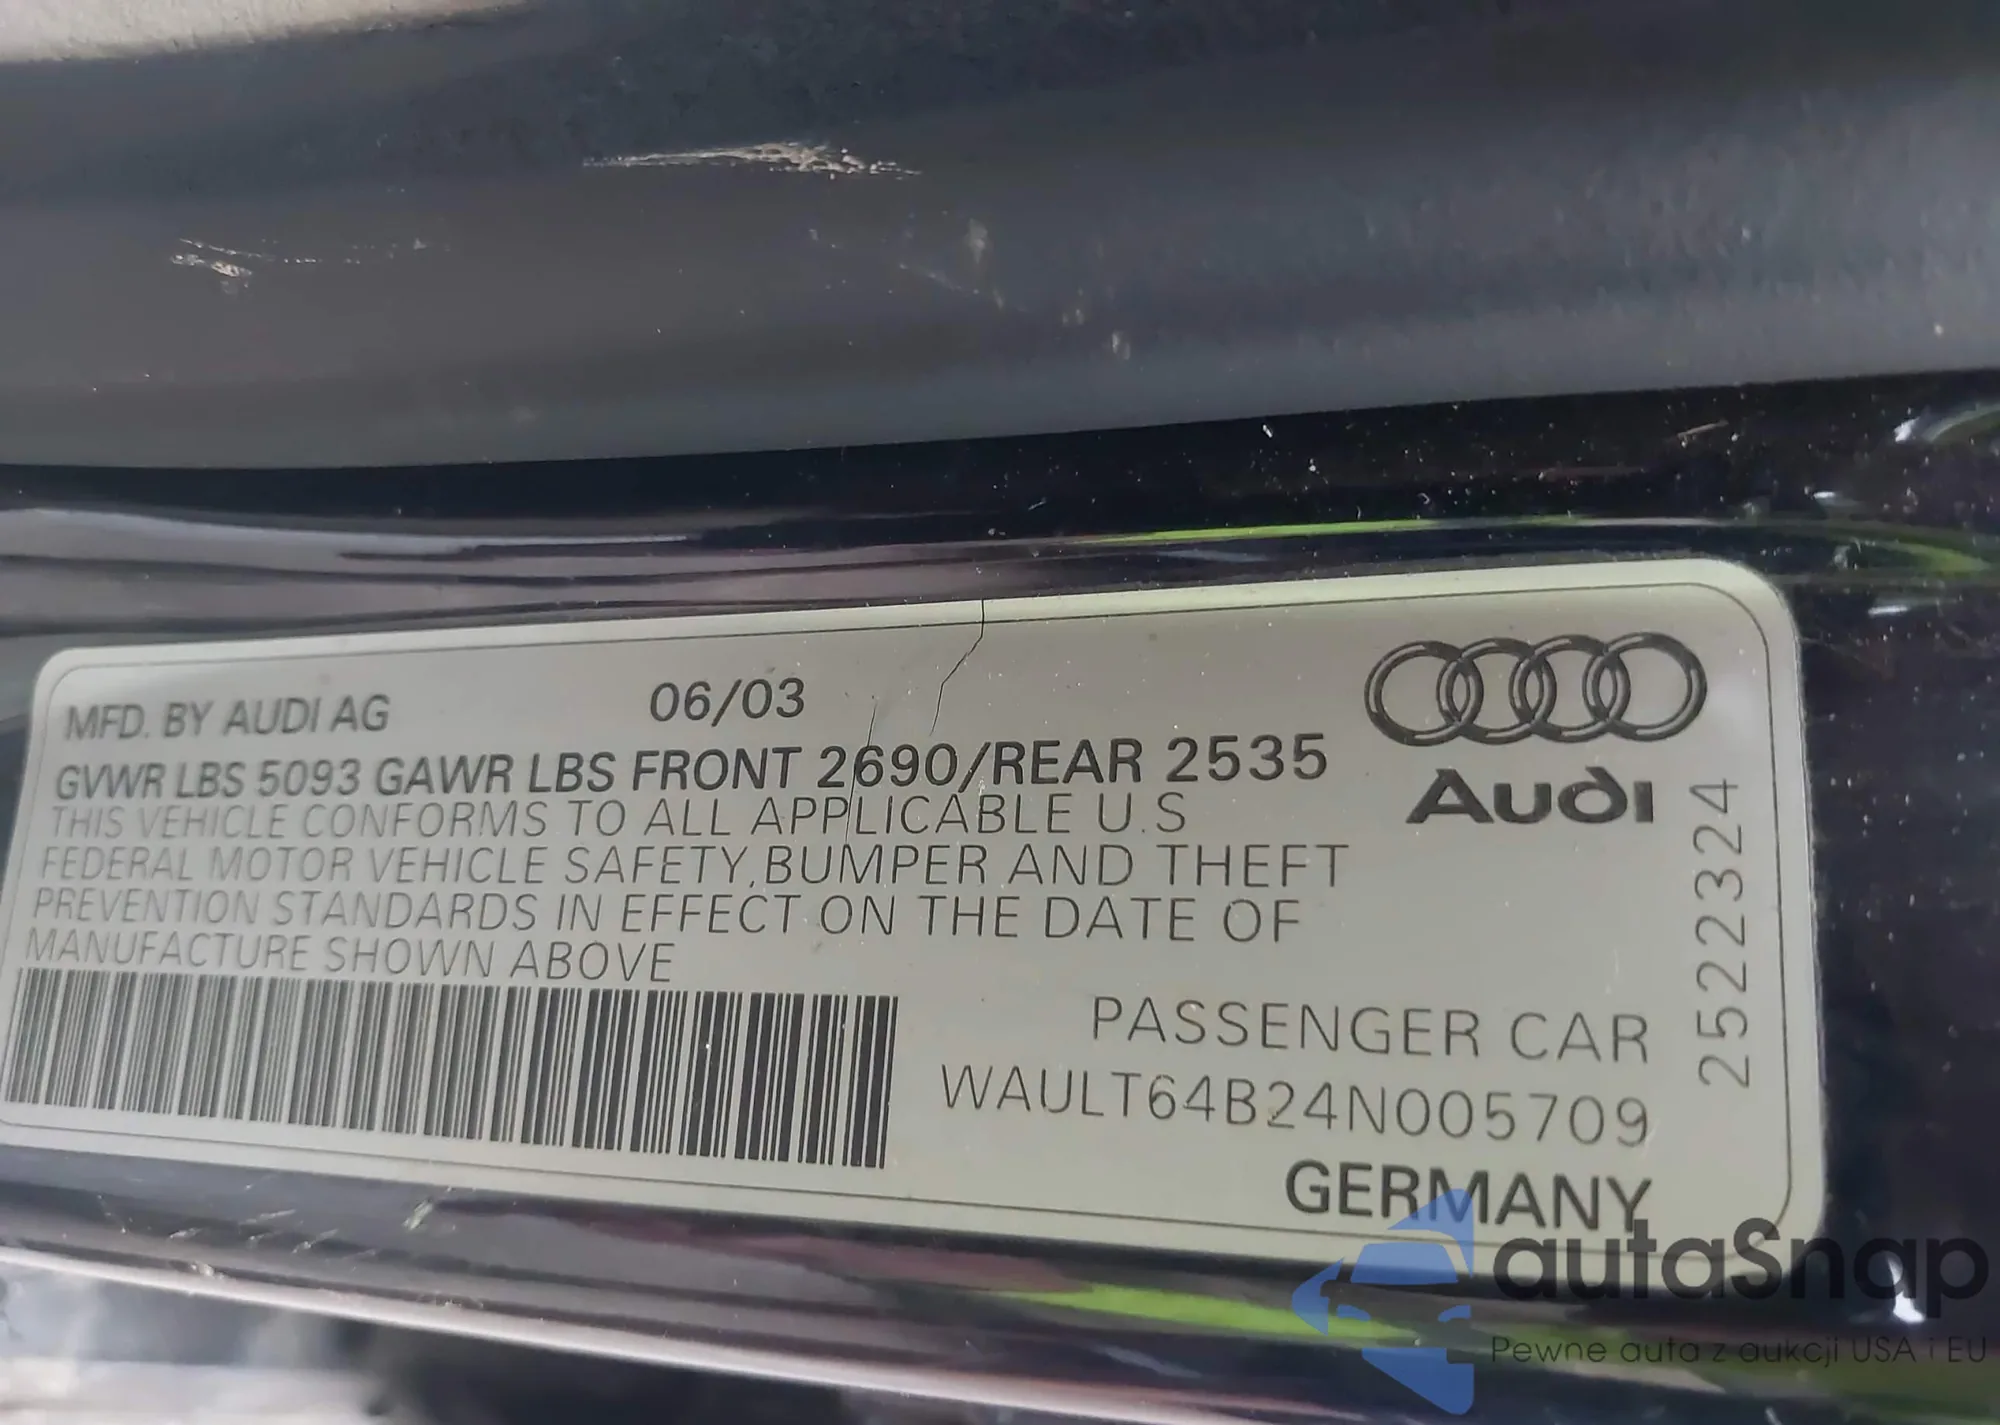 MFD. BY AUDI AG 06/03
GVWR LBS 5093 GAWR LBS FRONT 2690/REAR 2535
THIS VEHICLE CONFORMS TO ALL APPLICABLE U.S
FEDERAL MOTOR VEHICLE SAFETY,BUMPER AND THEFT
PREVENTION STANDARDS IN EFFECT ON THE DATE OF
MANUFACTURE SHOWN ABOVE
Audi
2522324
PASSENGER CAR
WAULT64B24N005709
GERMANY
autaSnap
Pewne auta z aukcji USA i EU